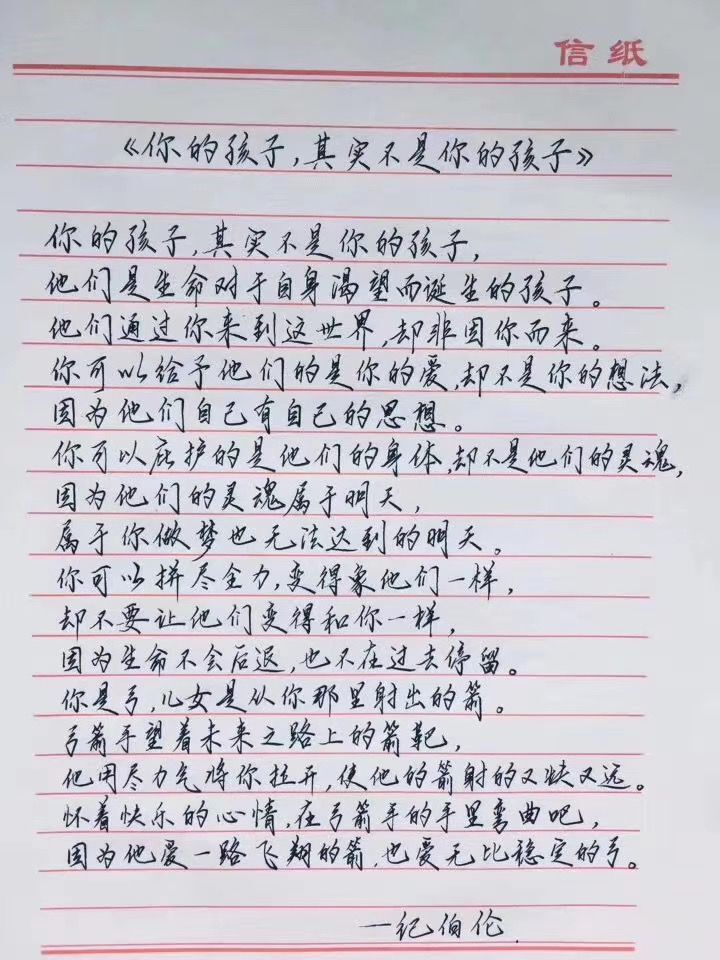 信纸
《你的孩子,其实不是你的孩子》
你的孩子,其实不是你的孩子,
他们是生命对于自身渴望而诞生的孩子。
他们通过你来到这世界,却非因你而来。
你可以给予他们的是你的爱,却不是你的想法,
因为他们自己有自己的思想。
你可以庇护的是他们的身体,却不是他们的灵魂,
因为他们的灵魂属于明天,
属于你做梦也无法达到的明天。
你可以拼尽全力,变得象他们一样,
却不要让他们变得和你一样,
因为生命不会后退,也不在过去停留。
你是弓,儿女是从你那里射出的箭。
弓箭手望着未来之路上的箭靶,
他用尽力气将你拉开,使他的箭射的又快又远。
怀着快乐的心情,在弓箭手的手里弯曲吧,
因为他爱一路飞翔的箭,也爱无比稳定的弓。
一纪伯伦.